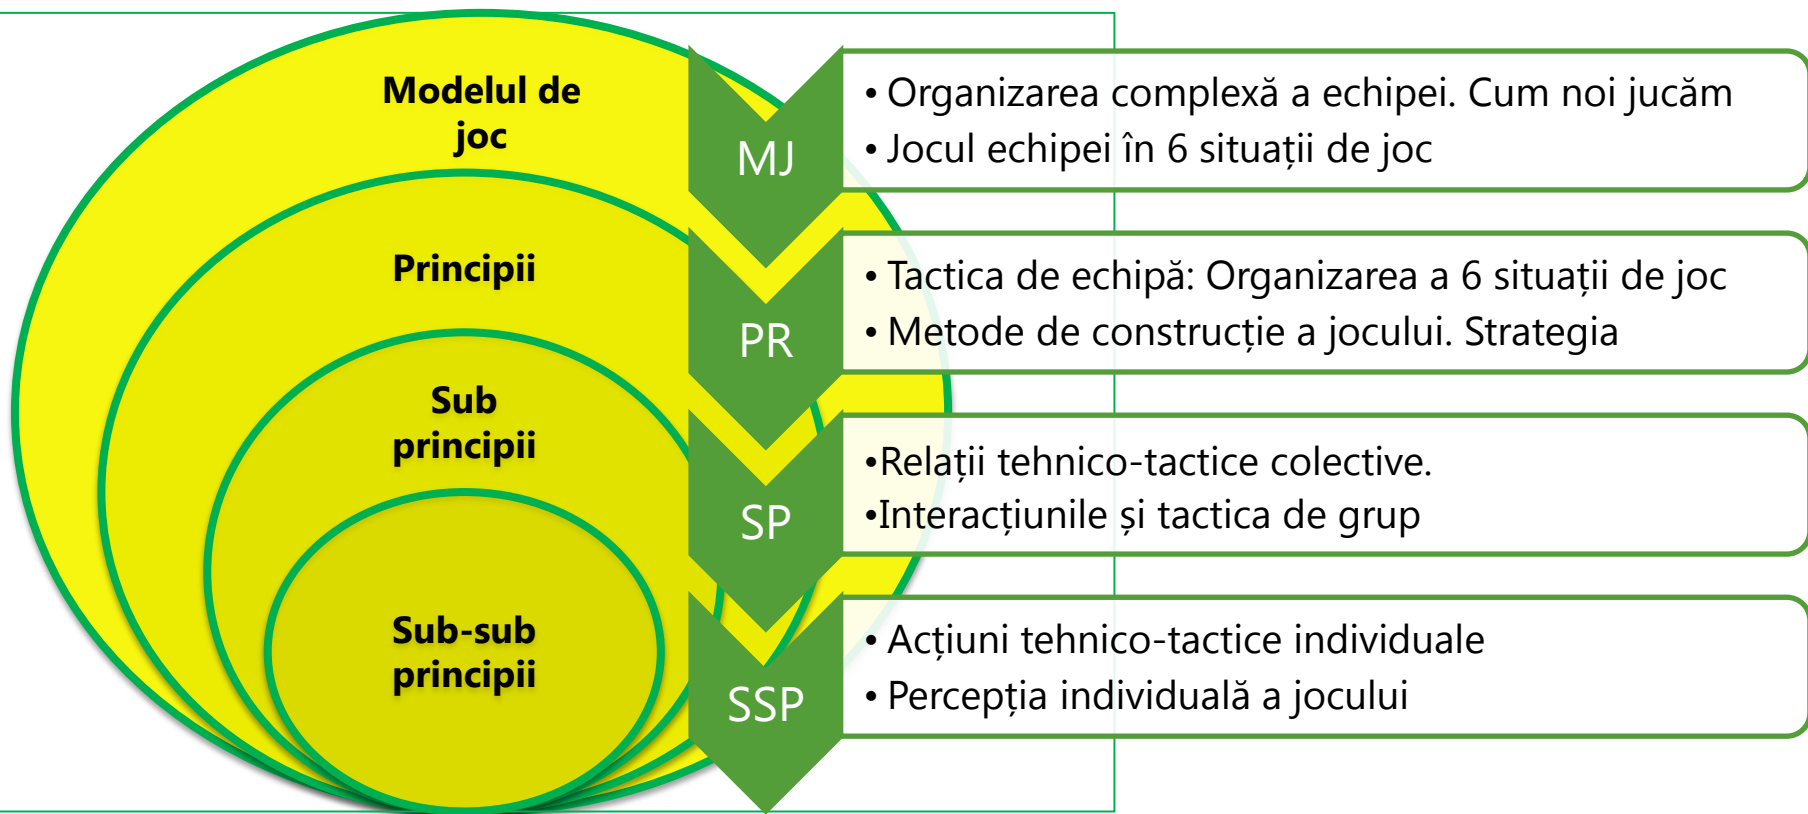 Modelul de
joc
Principii
Sub
principii
Sub-sub
principii
MJ
• Organizarea complexă a echipei. Cum noi jucăm
• Jocul echipei în 6 situații de joc
PR
• Tactica de echipă: Organizarea a 6 situații de joc
• Metode de construcție a jocului. Strategia
SP
•Relații tehnico-tactice colective.
•Interacțiunile și tactica de grup
SSP
• Acțiuni tehnico-tactice individuale
• Percepția individuală a jocului